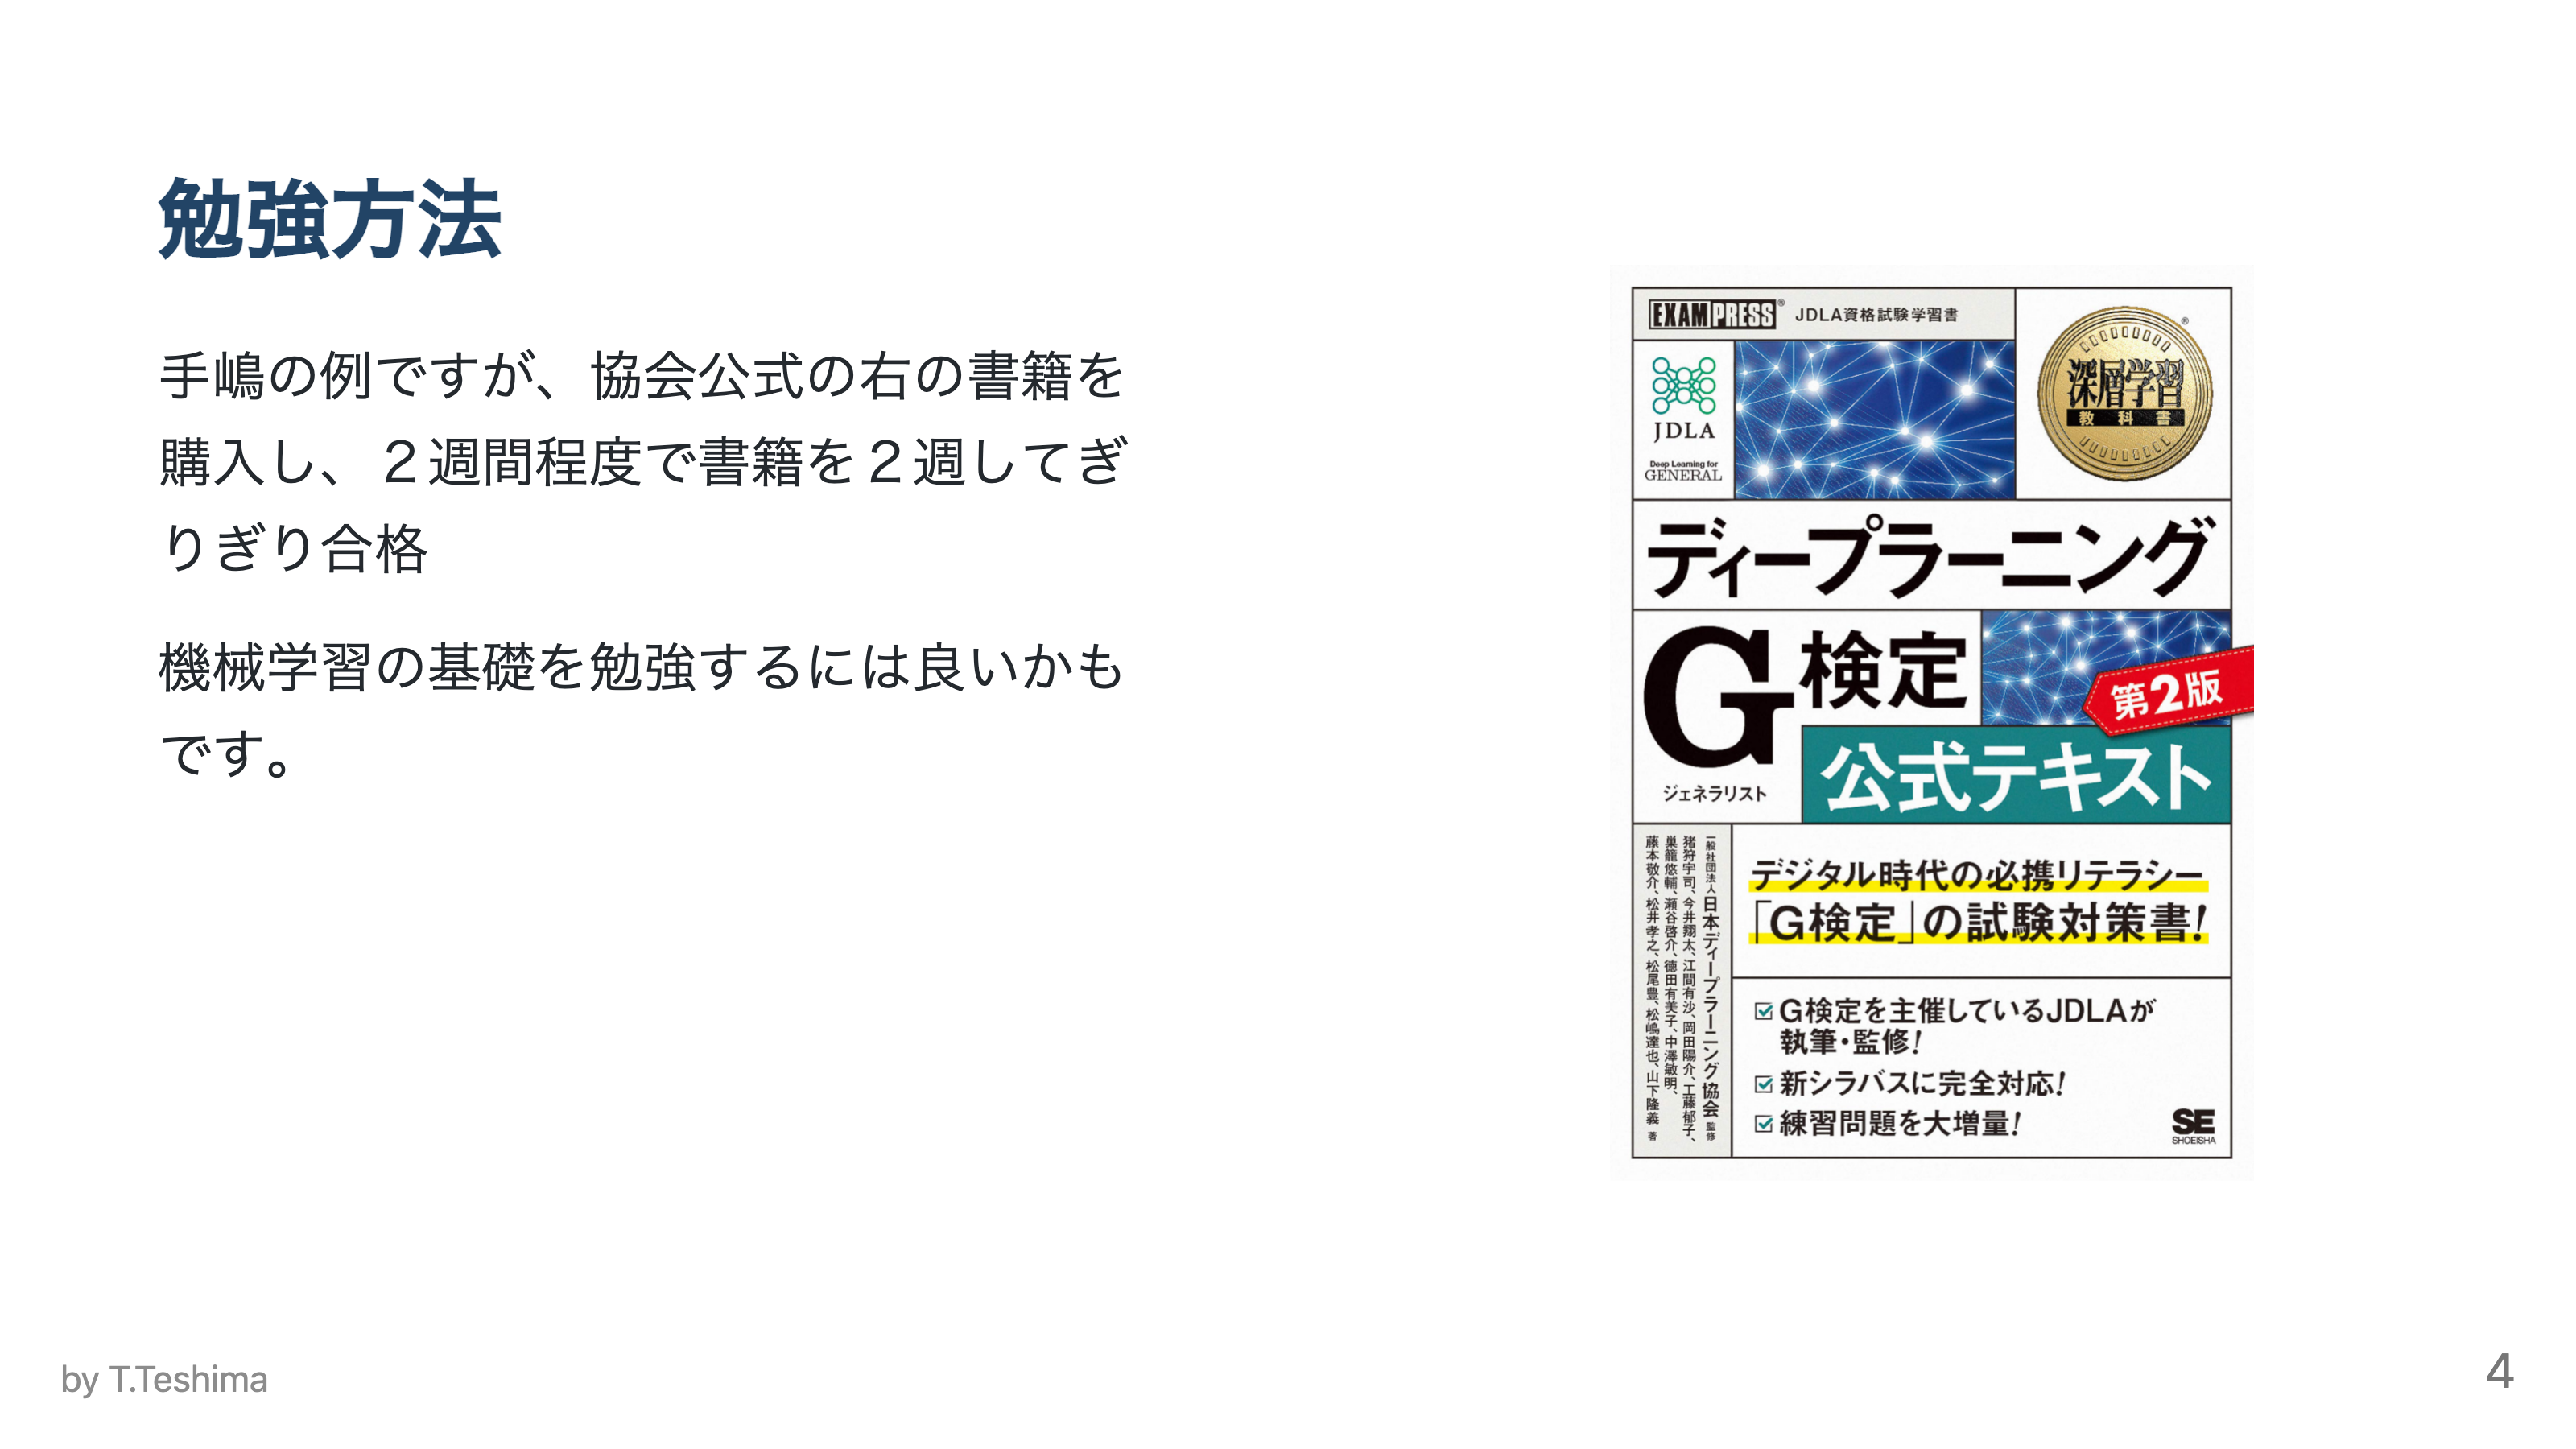 勉強方法
手嶋の例ですが、協会公式の右の書籍を
購入し、２週間程度で書籍を２週してぎ
りぎり合格
機械学習の基礎を勉強するには良いかも
です。
EXAMPRESS® JDLA資格試験学習書
JDLA
Deep Learning for
GENERAL
深層学習
教科書
®
ディープラーニング
G検定
ジェネラリスト
第2版
公式テキスト
一般社団法人日本ディープラーニング協会 監修
猪狩宇司、今井翔太、江間有沙、岡田陽介、工藤郁子、
巣籠悠輔、瀬谷啓介、徳田有美子、中澤敏明、
藤本敬介、松井孝之、松尾豊、松嶋達也、山下隆義 著
デジタル時代の必携リテラシー
「G検定」の試験対策書!
G検定を主催しているJDLAが
執筆・監修!
新シラバスに完全対応!
練習問題を大増量!
SE
SHOEISHA
by T.Teshima
4